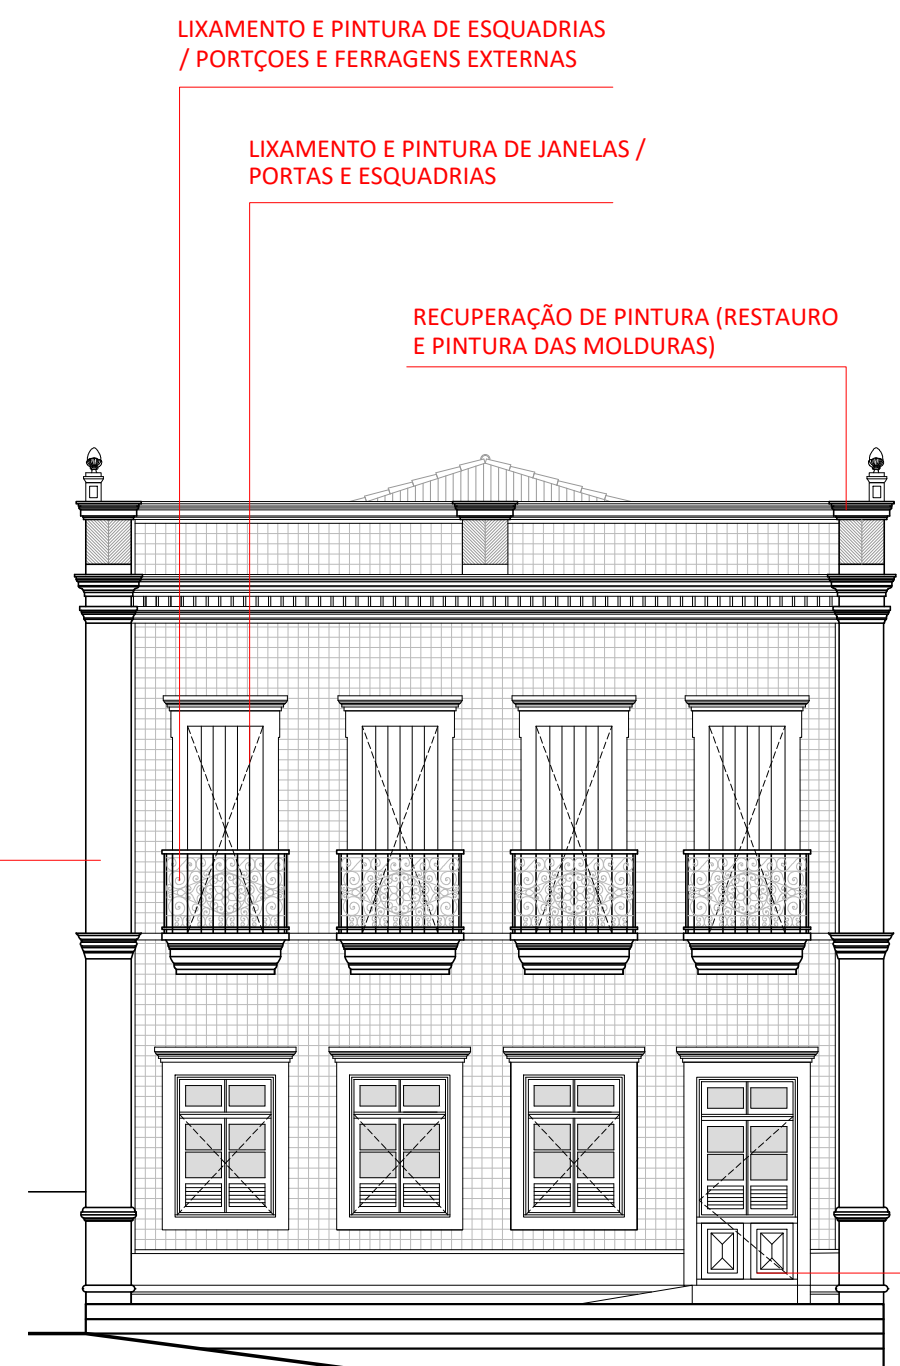 LIXAMENTO E PINTURA DE ESQUADRIAS
/ PORTÇOES E FERRAGENS EXTERNAS
LIXAMENTO E PINTURA DE JANELAS /
PORTAS E ESQUADRIAS
RECUPERAÇÃO DE PINTURA (RESTAURO
E PINTURA DAS MOLDURAS)